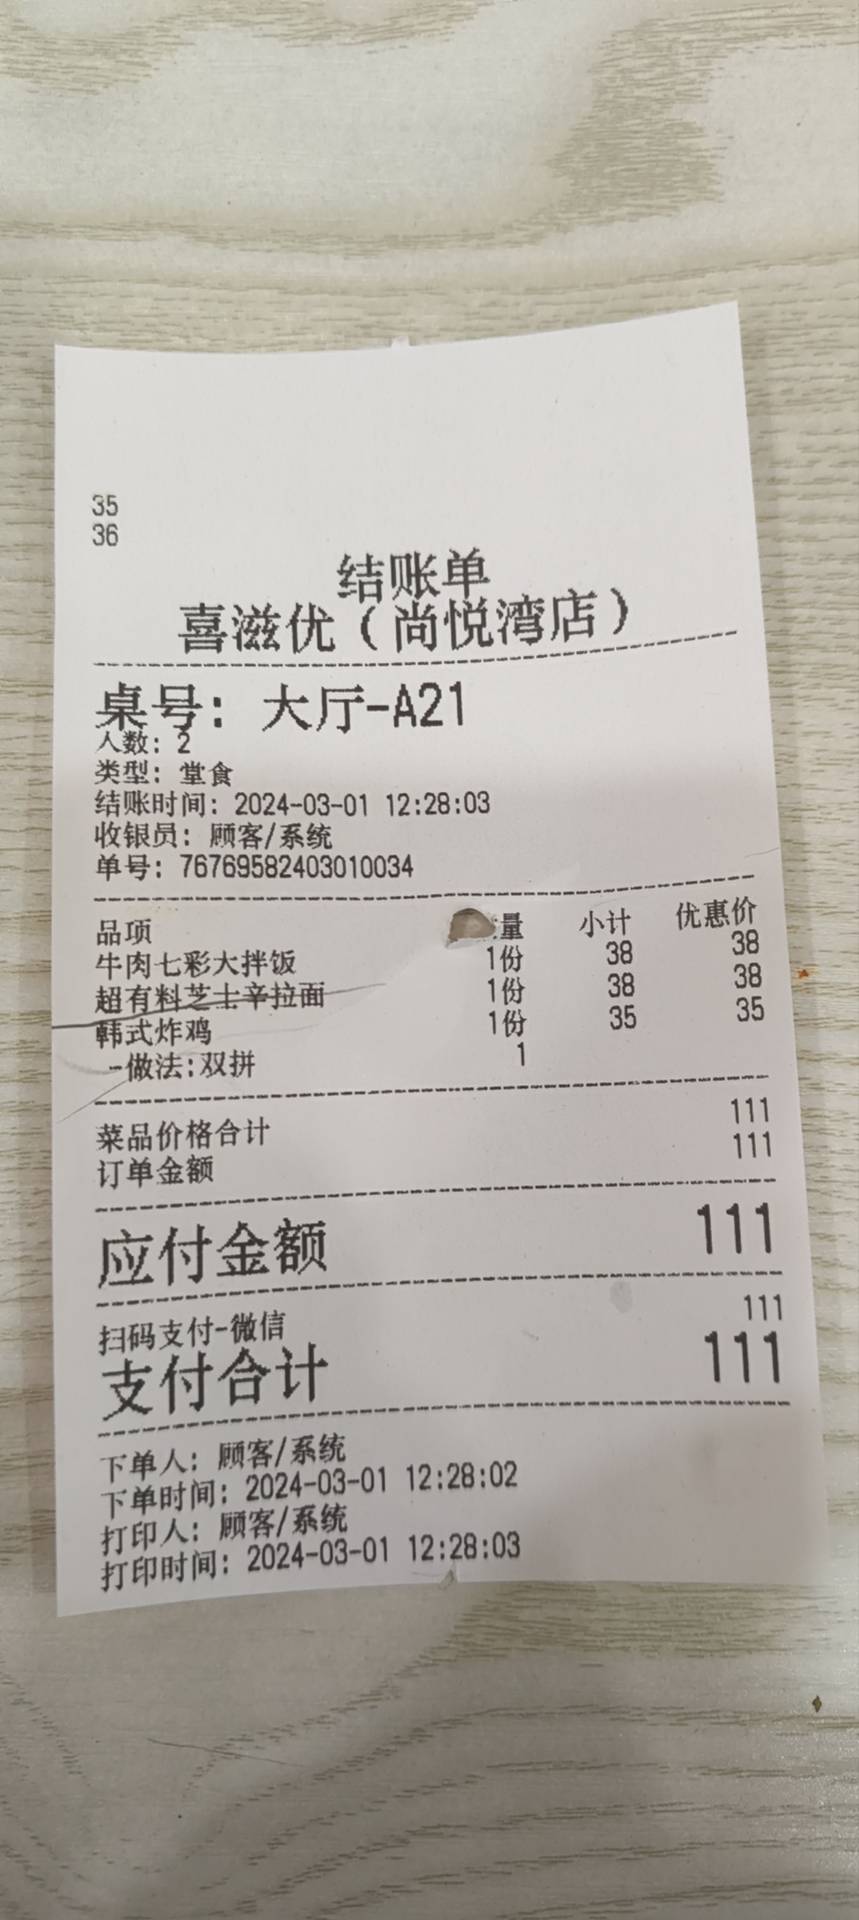 35
36
结账单
喜滋优（尚悦湾店）
桌号：大厅-A21
人数：2
类型：堂食
结账时间：2024-03-01 12:28:03
收银员：顾客/系统
单号：767695824030100​34
品项 量 小计 优惠价
牛肉七彩大拌饭 1份 38 38
超有料芝士辛拉面 1份 38 38
韩式炸鸡 1份 35 35
-做法:双拼 1
菜品价格合计 111
订单金额 111
应付金额 111
扫码支付-微信 111
支付合计 111
下单人：顾客/系统
下单时间：2024-03-01 12:28:02
打印人：顾客/系统
打印时间：2024-03-01 12:28:03